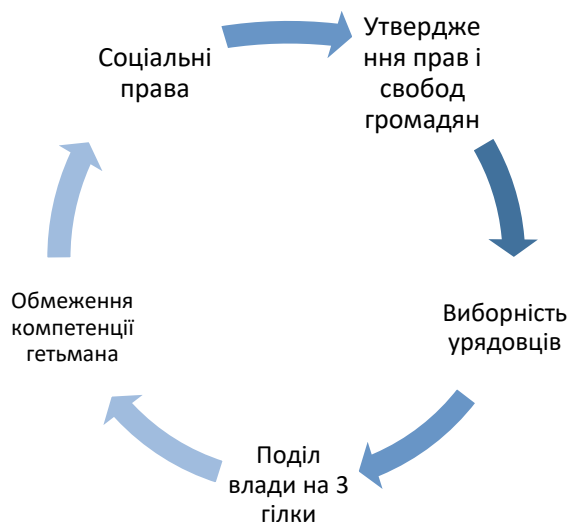 Соціальні
права
Утвердже
ння прав і
свобод
громадян
Виборність
урядовців
Поділ
влади на 3
гілки
Обмеження
компетенції
гетьмана